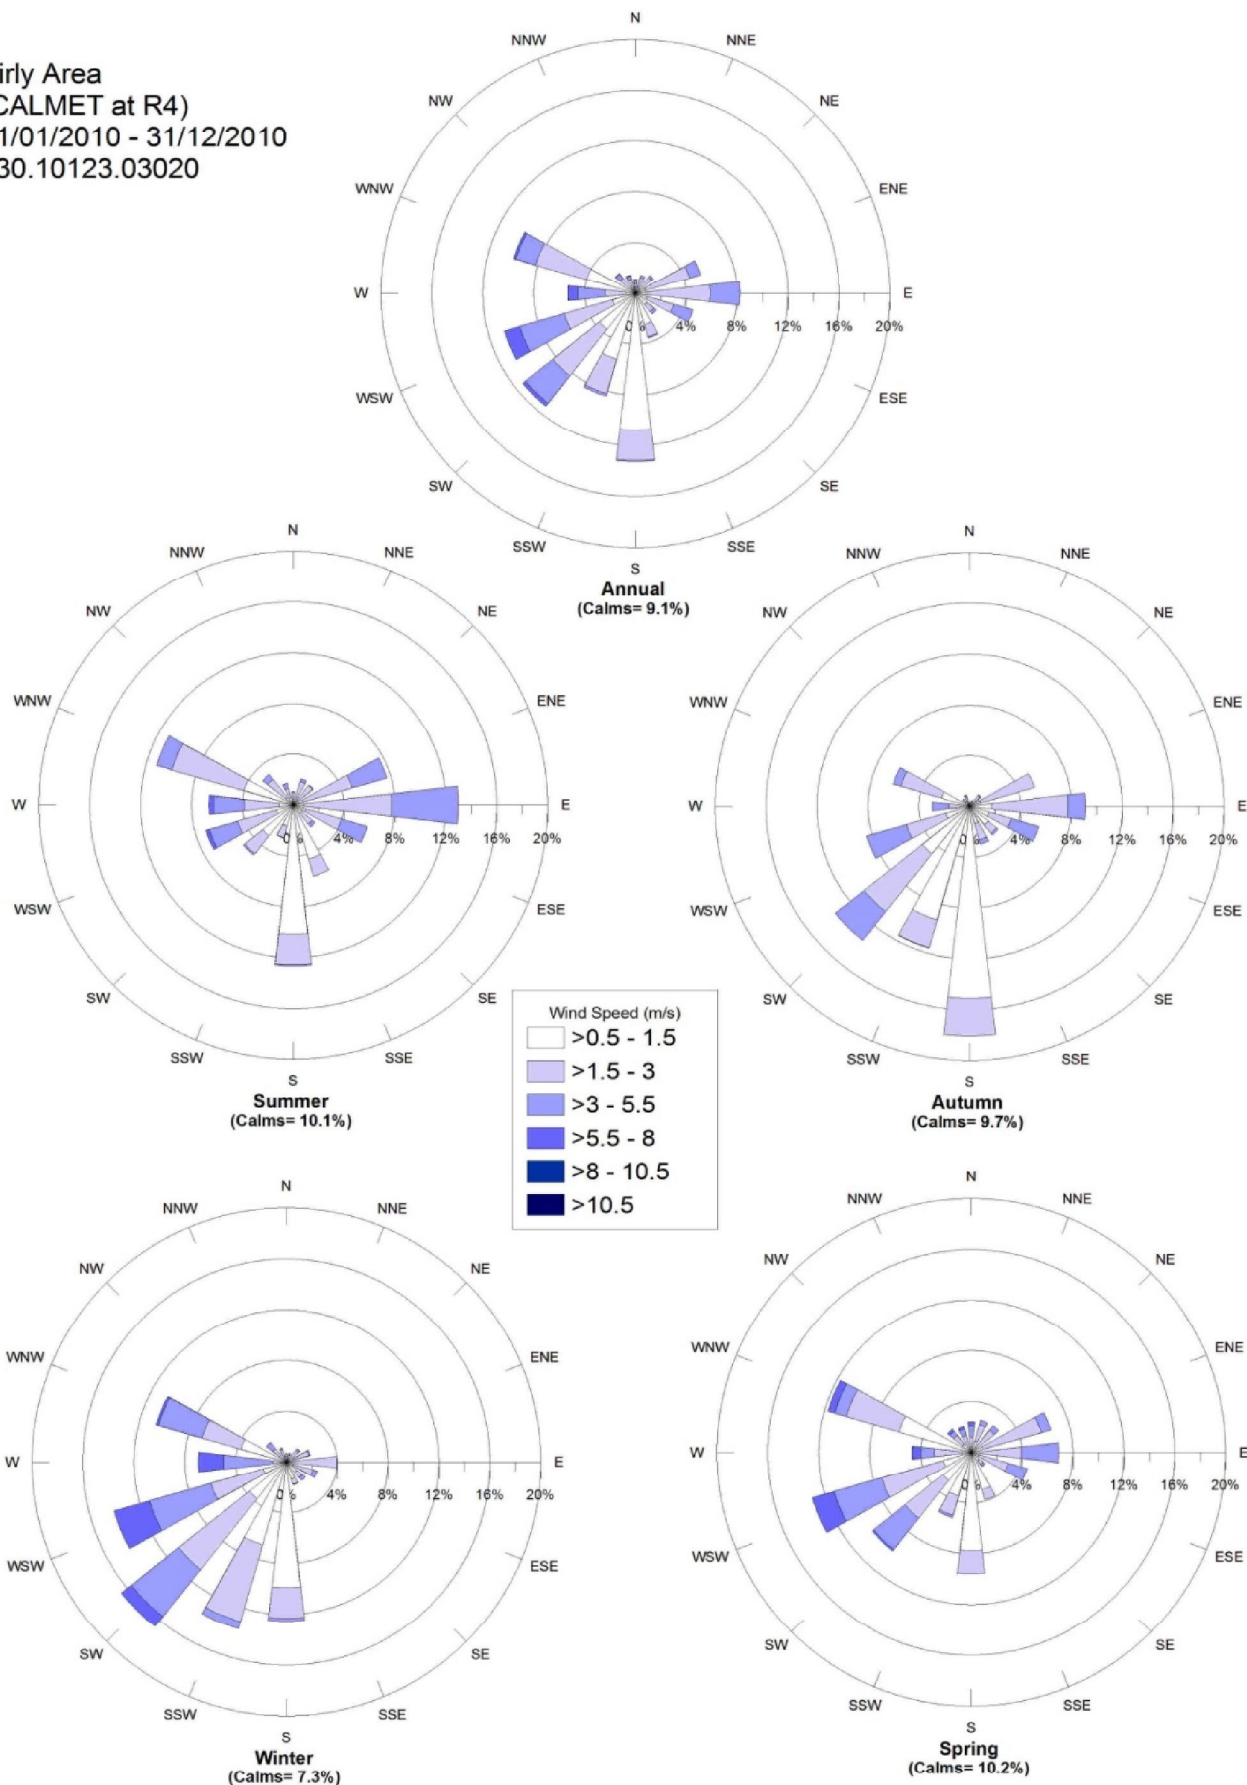 irly Area
CALMET at R4)
1/01/2010 - 31/12/2010
30.10123.03020
N
NNW
NNE
NW
NE
WNW
ENE
W
E
0%
4%
8%
12%
16%
20%
WSW
ESE
SW
SE
SSW
SSE
S
Annual
(Calms= 9.1%)
N
NNW
NNE
NW
NE
WNW
ENE
W
E
0%
4%
8%
12%
16%
20%
WSW
ESE
SW
SE
SSW
SSE
S
Summer
(Calms= 10.1%)
N
NNW
NNE
NW
NE
WNW
ENE
W
E
0%
4%
8%
12%
16%
20%
WSW
ESE
SW
SE
SSW
SSE
S
Autumn
(Calms= 9.7%)
Wind Speed (m/s)
>0.5 - 1.5
>1.5 - 3
>3 - 5.5
>5.5 - 8
>8 - 10.5
>10.5
N
NNW
NNE
NW
NE
WNW
ENE
W
E
0%
4%
8%
12%
16%
20%
WSW
ESE
SW
SE
SSW
SSE
S
Winter
(Calms= 7.3%)
N
NNW
NNE
NW
NE
WNW
ENE
W
E
0%
4%
8%
12%
16%
20%
WSW
ESE
SW
SE
SSW
SSE
S
Spring
(Calms= 10.2%)